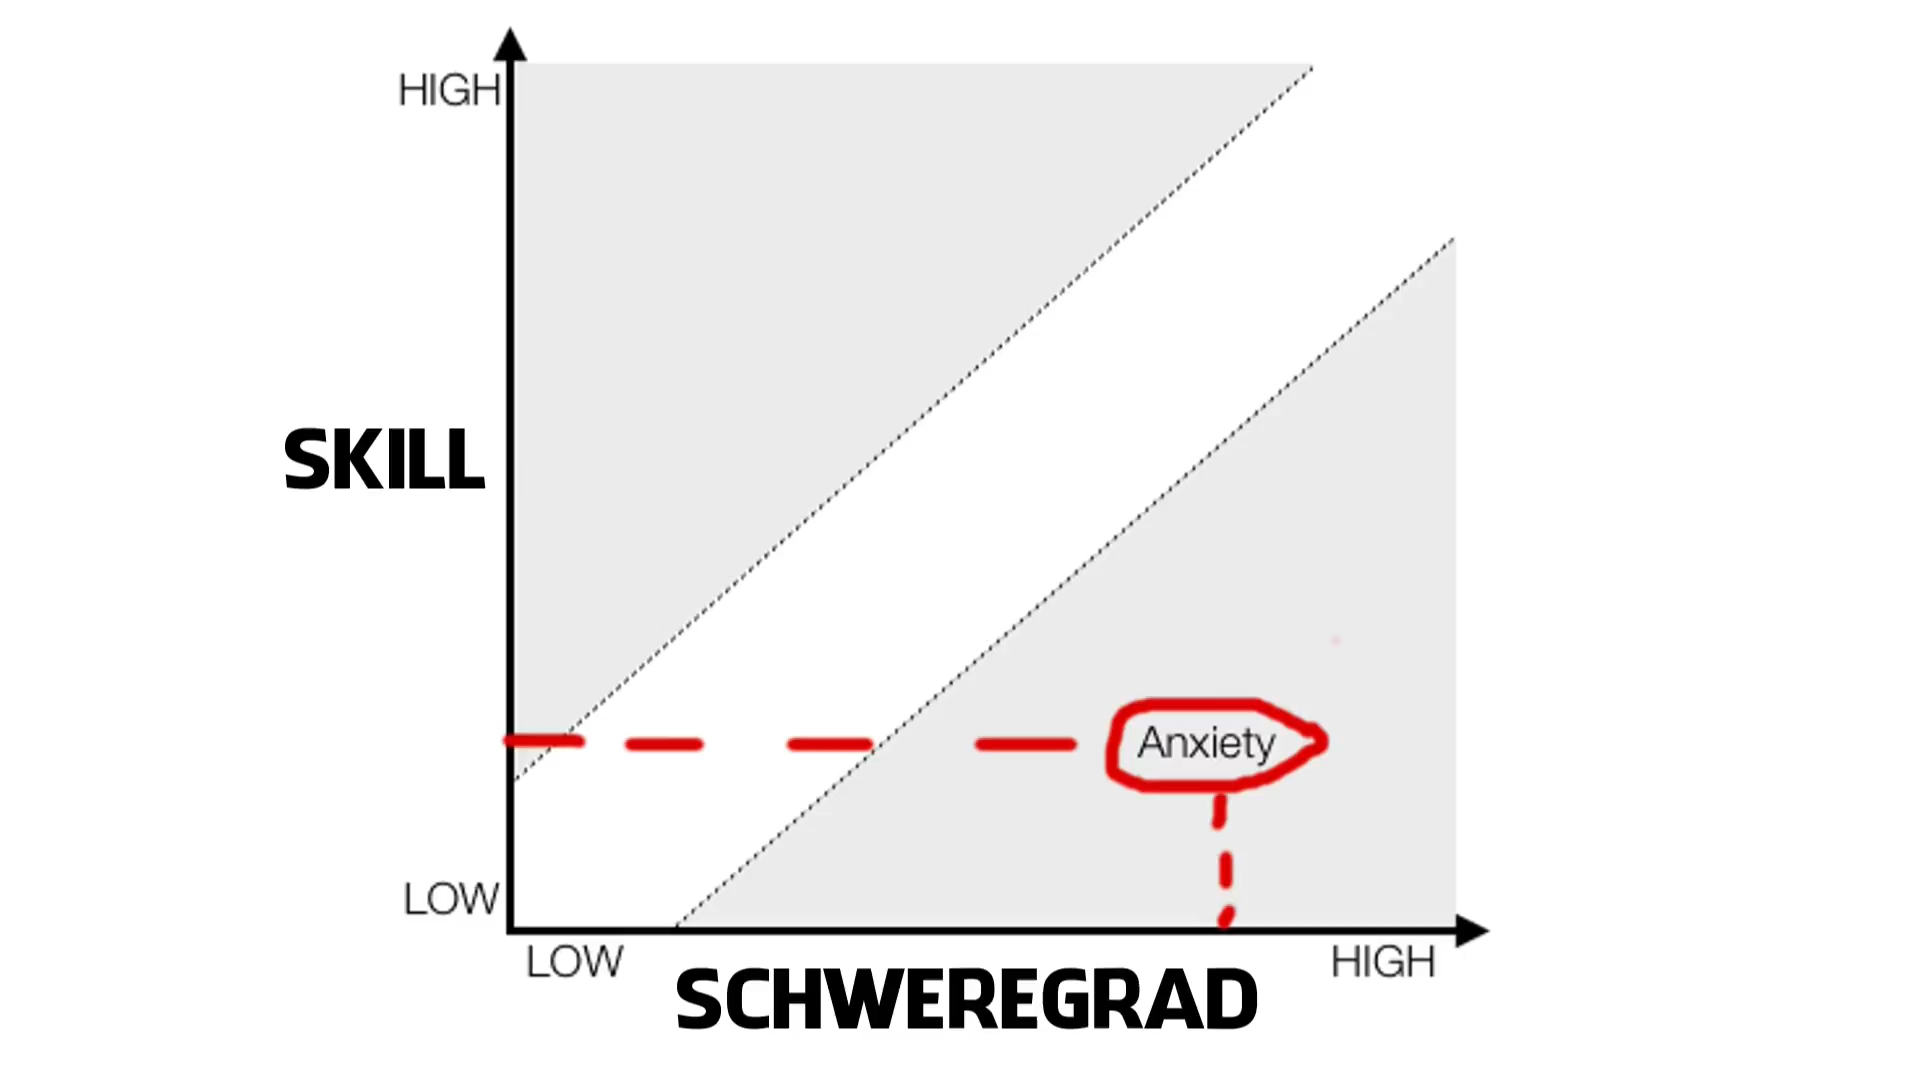 HIGH
SKILL
Anxiety
LOW
LOW
HIGH
SCHWEREGRAD